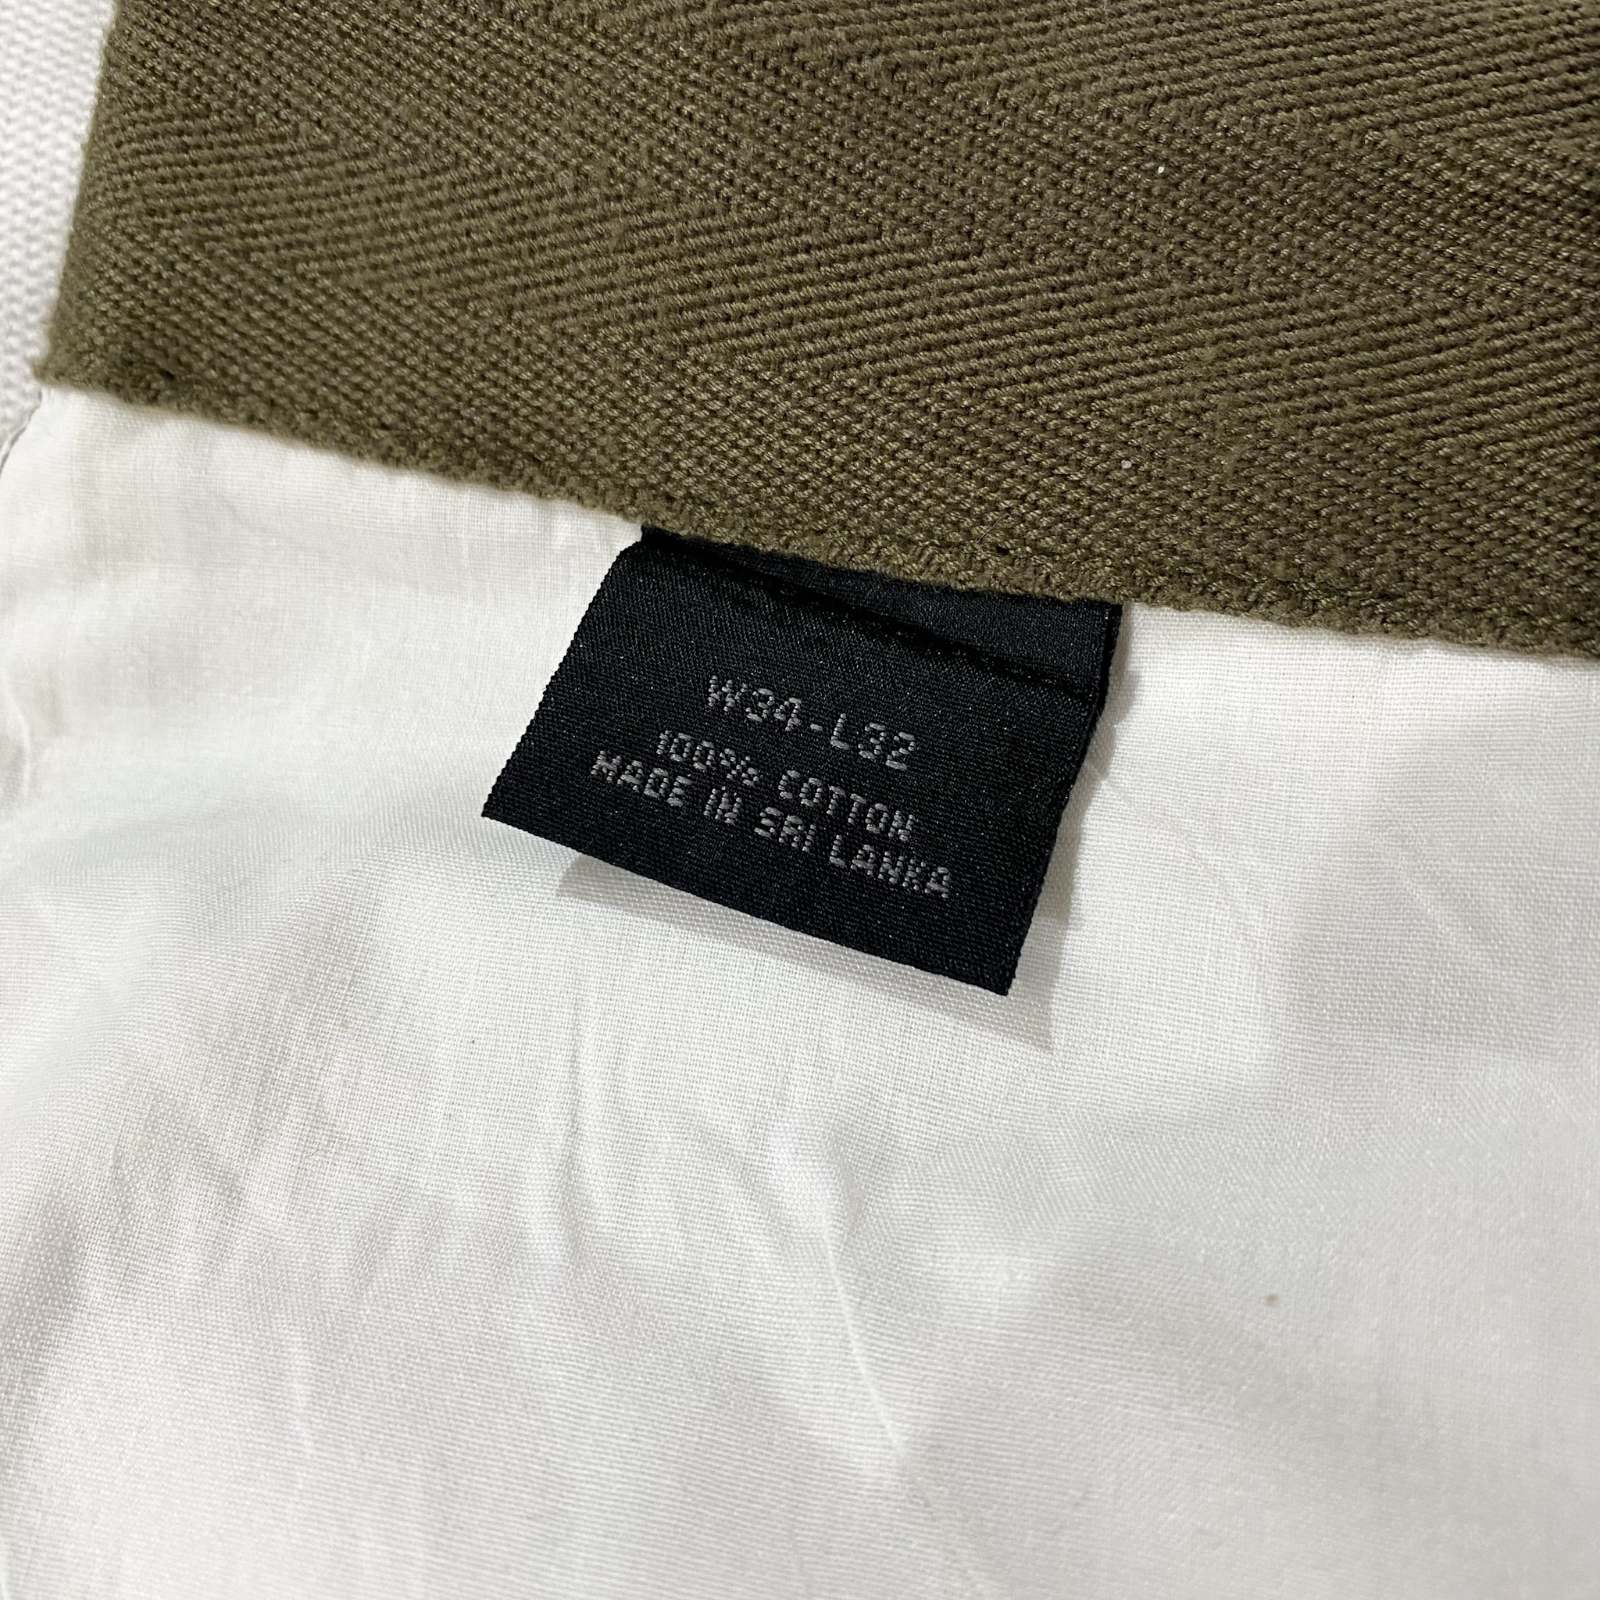 W34-L32
100% COTTON
MADE IN SRI LANKA